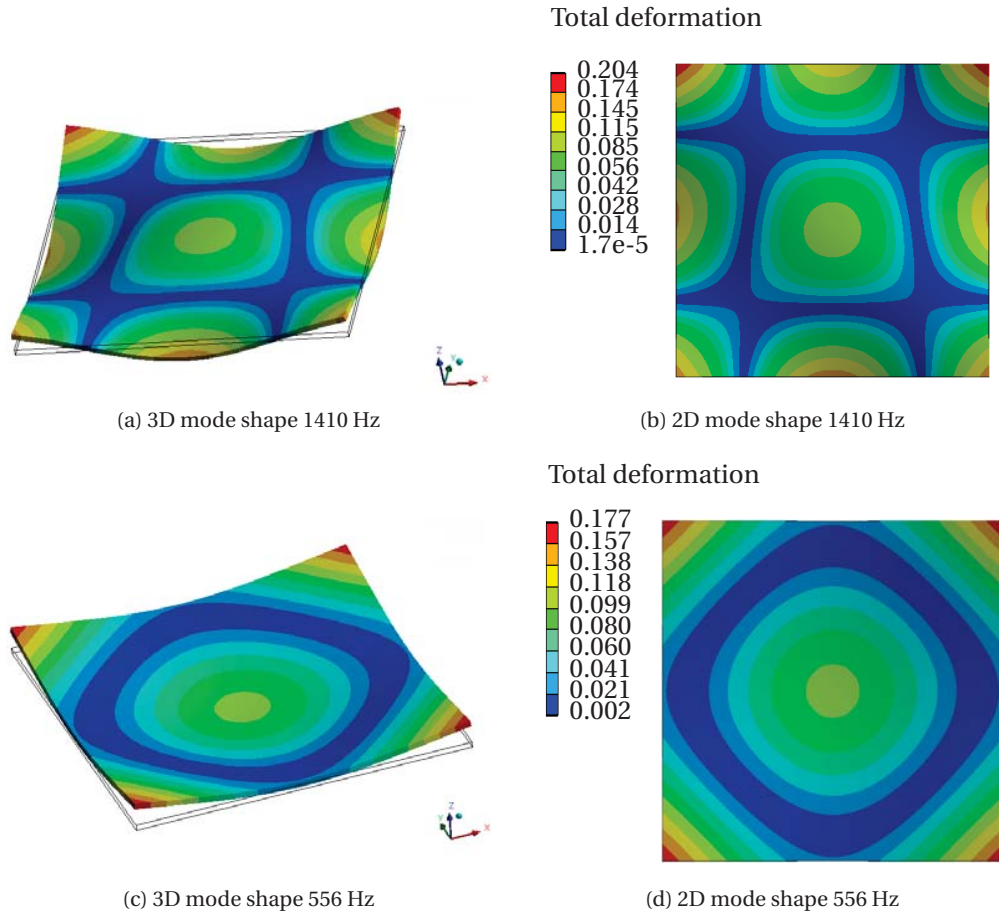 Total deformation
0.204
0.174
0.145
0.115
0.085
0.056
0.042
0.028
0.014
1.7e-5
Z
Y
X
(a) 3D mode shape 1410 Hz
(b) 2D mode shape 1410 Hz
Total deformation
0.177
0.157
0.138
0.118
0.099
0.080
0.060
0.041
0.021
0.002
Z
Y
X
(c) 3D mode shape 556 Hz
(d) 2D mode shape 556 Hz